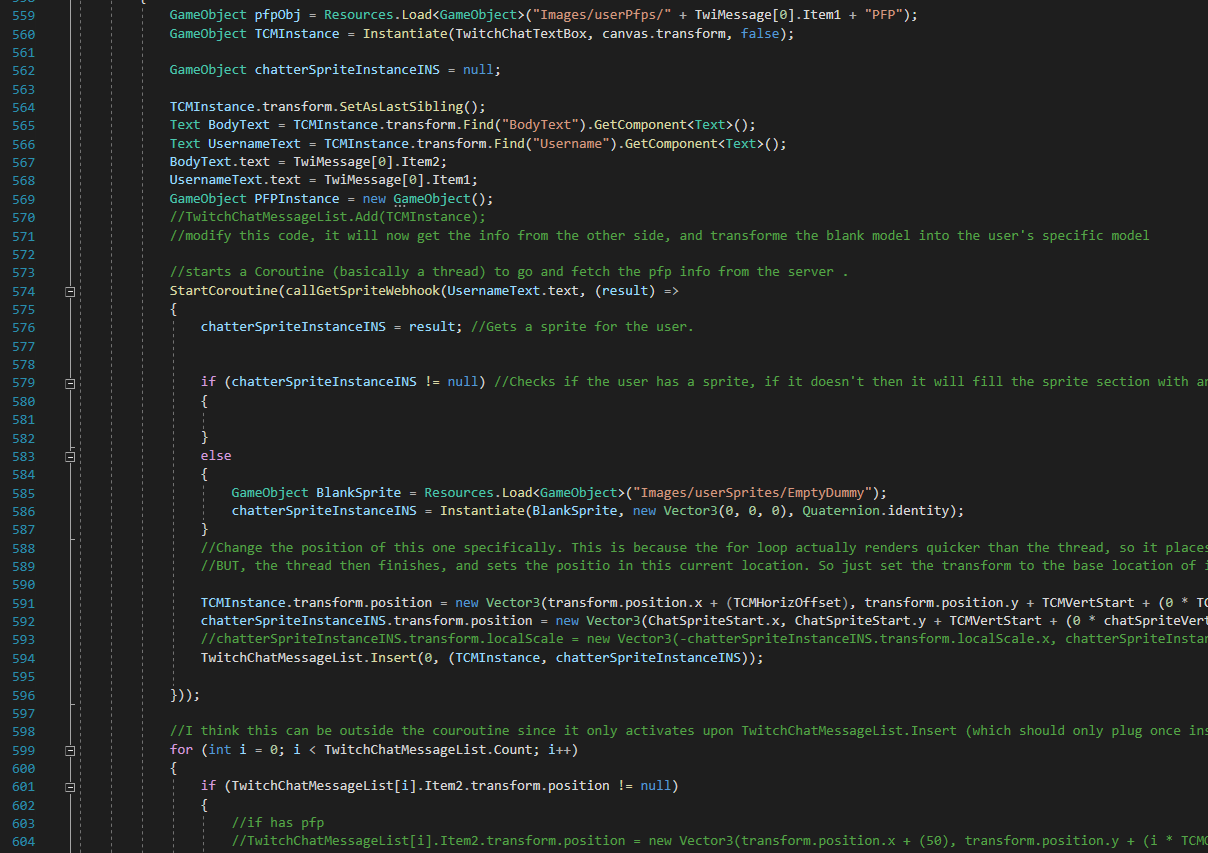 559 GameObject pfpObj = Resources.Load<GameObject>("Images/userPfps/" + TwiMessage[0].Item1 + "PFP");
560 GameObject TCMInstance = Instantiate(TwitchChatTextBox, canvas.transform, false);
561
562 GameObject chatterSpriteInstanceINS = null;
563
564 TCMInstance.transform.SetAsLastSibling();
565 Text BodyText = TCMInstance.transform.Find("BodyText").GetComponent<Text>();
566 Text UsernameText = TCMInstance.transform.Find("Username").GetComponent<Text>();
567 BodyText.text = TwiMessage[0].Item2;
568 UsernameText.text = TwiMessage[0].Item1;
569 GameObject PFPInstance = new GameObject();
570 //TwitchChatMessageList.Add(TCMInstance);
571 //modify this code, it will now get the info from the other side, and transforme the blank model into the user's specific model
572
573 //starts a Coroutine (basically a thread) to go and fetch the pfp info from the server .
574 StartCoroutine(callGetSpriteWebhook(UsernameText.text, (result) =>
575 {
576 chatterSpriteInstanceINS = result; //Gets a sprite for the user.
577
578
579 if (chatterSpriteInstanceINS != null) //Checks if the user has a sprite, if it doesn't then it will fill the sprite section with an
580 {
581
582 }
583 else
584 {
585 GameObject BlankSprite = Resources.Load<GameObject>("Images/userSprites/EmptyDummy");
586 chatterSpriteInstanceINS = Instantiate(BlankSprite, new Vector3(0, 0, 0), Quaternion.identity);
587 }
588 //Change the position of this one specifically. This is because the for loop actually renders quicker than the thread, so it places
589 //BUT, the thread then finishes, and sets the positio in this current location. So just set the transform to the base location of i
590
591 TCMInstance.transform.position = new Vector3(transform.position.x + (TCMHorizOffset), transform.position.y + TCMVertStart + (0 * TC
592 chatterSpriteInstanceINS.transform.position = new Vector3(ChatSpriteStart.x, ChatSpriteStart.y + TCMVertStart + (0 * chatSpriteVert
593 //chatterSpriteInstanceINS.transform.localScale = new Vector3(-chatterSpriteInstanceINS.transform.localScale.x, chatterSpriteInstan
594 TwitchChatMessageList.Insert(0, (TCMInstance, chatterSpriteInstanceINS));
595
596 }));
597
598 //I think this can be outside the couroutine since it only activates upon TwitchChatMessageList.Insert (which should only plug once ins
599 for (int i = 0; i < TwitchChatMessageList.Count; i++)
600 {
601 if (TwitchChatMessageList[i].Item2.transform.position != null)
602 {
603 //if has pfp
604 //TwitchChatMessageList[i].Item2.transform.position = new Vector3(transform.position.x + (50), transform.position.y + (i * TCMO